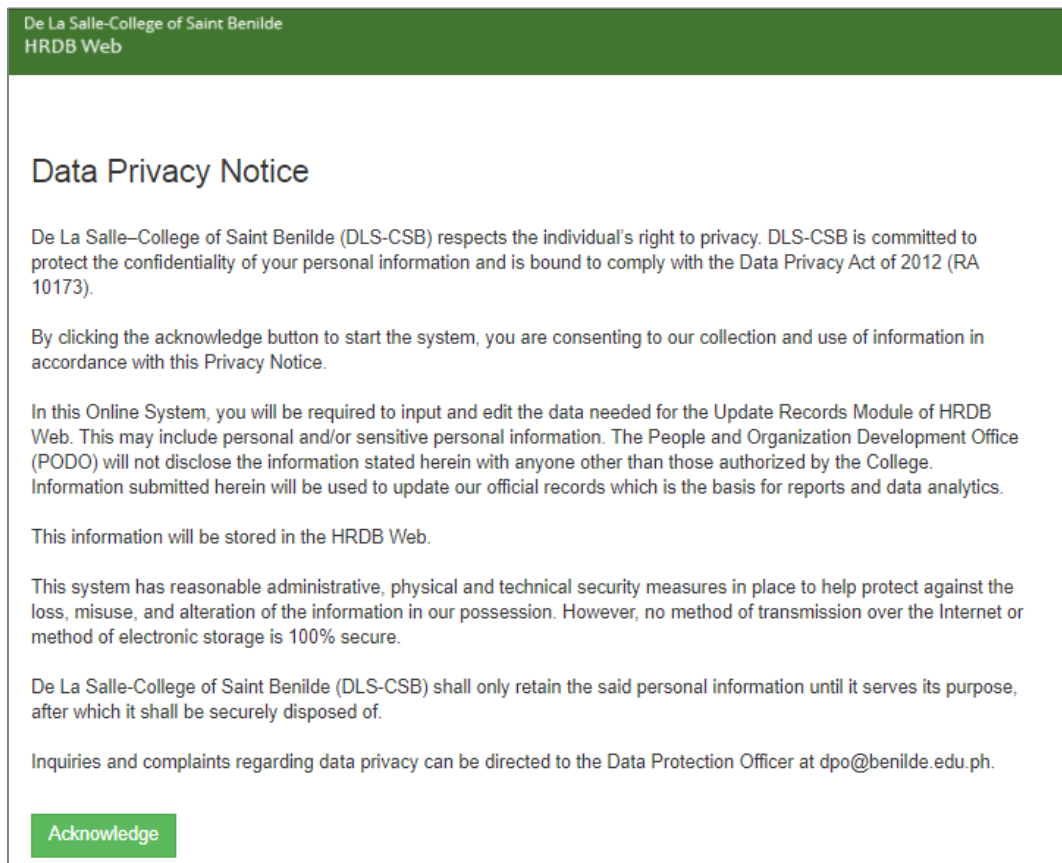 De La Salle-College of Saint Benilde
HRDB Web
Data Privacy Notice
De La Salle–College of Saint Benilde (DLS-CSB) respects the individual’s right to privacy. DLS-CSB is committed to
protect the confidentiality of your personal information and is bound to comply with the Data Privacy Act of 2012 (RA
10173).
By clicking the acknowledge button to start the system, you are consenting to our collection and use of information in
accordance with this Privacy Notice.
In this Online System, you will be required to input and edit the data needed for the Update Records Module of HRDB
Web. This may include personal and/or sensitive personal information. The People and Organization Development Office
(PODO) will not disclose the information stated herein with anyone other than those authorized by the College.
Information submitted herein will be used to update our official records which is the basis for reports and data analytics.
This information will be stored in the HRDB Web.
This system has reasonable administrative, physical and technical security measures in place to help protect against the
loss, misuse, and alteration of the information in our possession. However, no method of transmission over the Internet or
method of electronic storage is 100% secure.
De La Salle-College of Saint Benilde (DLS-CSB) shall only retain the said personal information until it serves its purpose,
after which it shall be securely disposed of.
Inquiries and complaints regarding data privacy can be directed to the Data Protection Officer at dpo@benilde.edu.ph.
Acknowledge